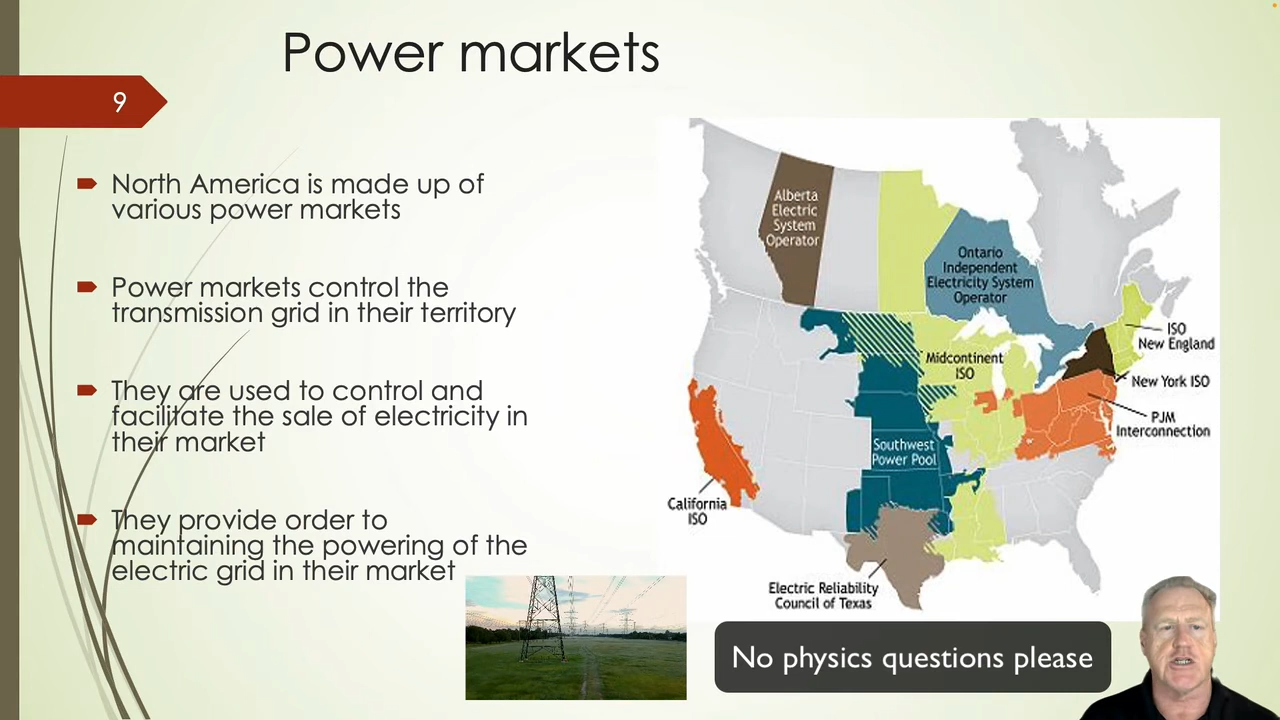 Power markets
9
North America is made up of
various power markets
Power markets control the
transmission grid in their territory
They are used to control and
facilitate the sale of electricity in
their market
They provide order to
maintaining the powering of the
electric grid in their market
Alberta
Electric
System
Operator
Ontario
Independent
Electricity System
Operator
ISO
New England
Midcontinent
ISO
New York ISO
PJM
Interconnection
Southwest
Power Pool
California
ISO
Electric Reliability
Council of Texas
No physics questions please